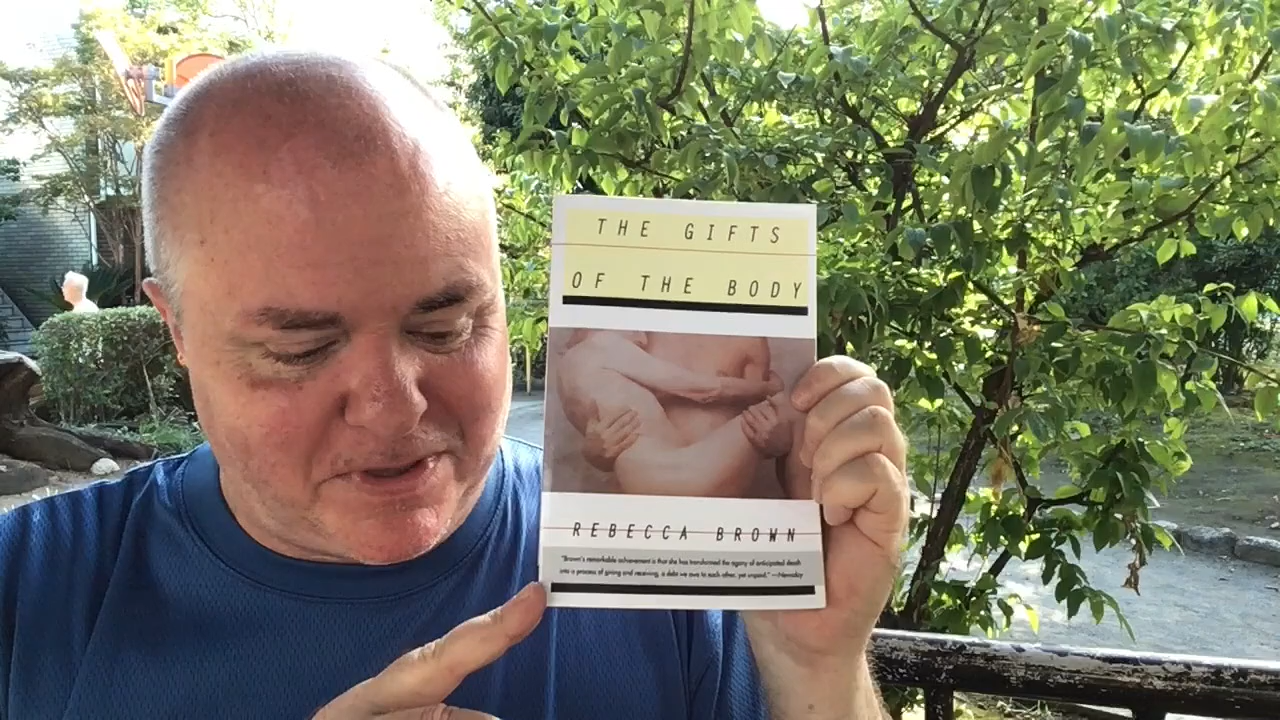 THE GIFTS
OF THE BODY
REBECCA BROWN
"Brown's remarkable achievement is that she has transformed the agony of anticipated death
into a process of giving and receiving, a debt we owe to each other, yet unpaid." —Newsday